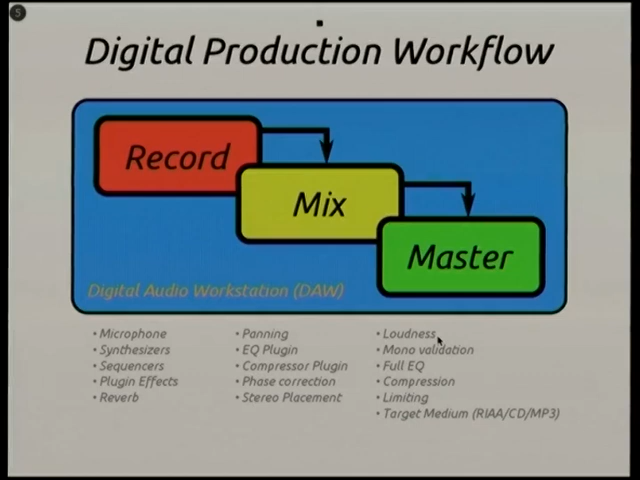 5
Digital Production Workflow
Record
Mix
Master
Digital Audio Workstation (DAW)
• Microphone
• Synthesizers
• Sequencers
• Plugin Effects
• Reverb
• Panning
• EQ Plugin
• Compressor Plugin
• Phase correction
• Stereo Placement
• Loudness
• Mono validation
• Full EQ
• Compression
• Limiting
• Target Medium (RIAA/CD/MP3)